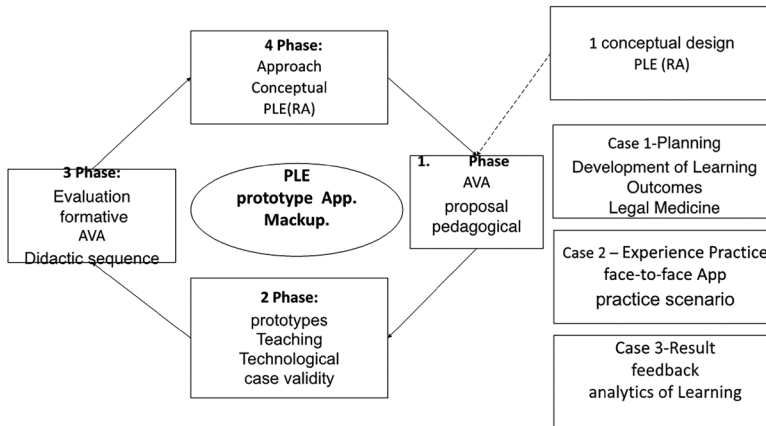 4 Phase:
Approach
Conceptual
PLE(RA)
1 conceptual design
PLE (RA)
3 Phase:
Evaluation
formative
AVA
Didactic sequence
PLE
prototype App.
Mackup.
1. Phase
AVA
proposal
pedagogical
Case 1-Planning
Development of Learning
Outcomes
Legal Medicine
2 Phase:
prototypes
Teaching
Technological
case validity
Case 2 – Experience Practice
face-to-face App
practice scenario
Case 3-Result
feedback
analytics of Learning